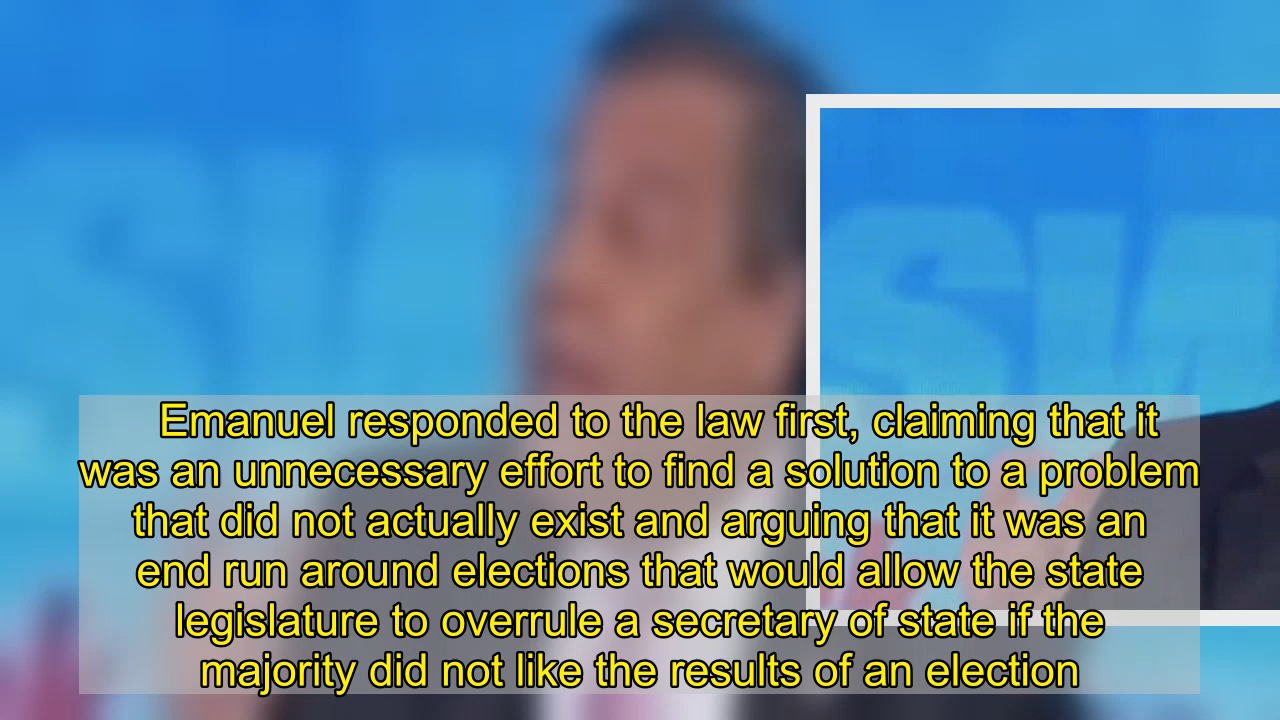 Emanuel responded to the law first, claiming that it
was an unnecessary effort to find a solution to a problem
that did not actually exist and arguing that it was an
end run around elections that would allow the state
legislature to overrule a secretary of state if the
majority did not like the results of an election